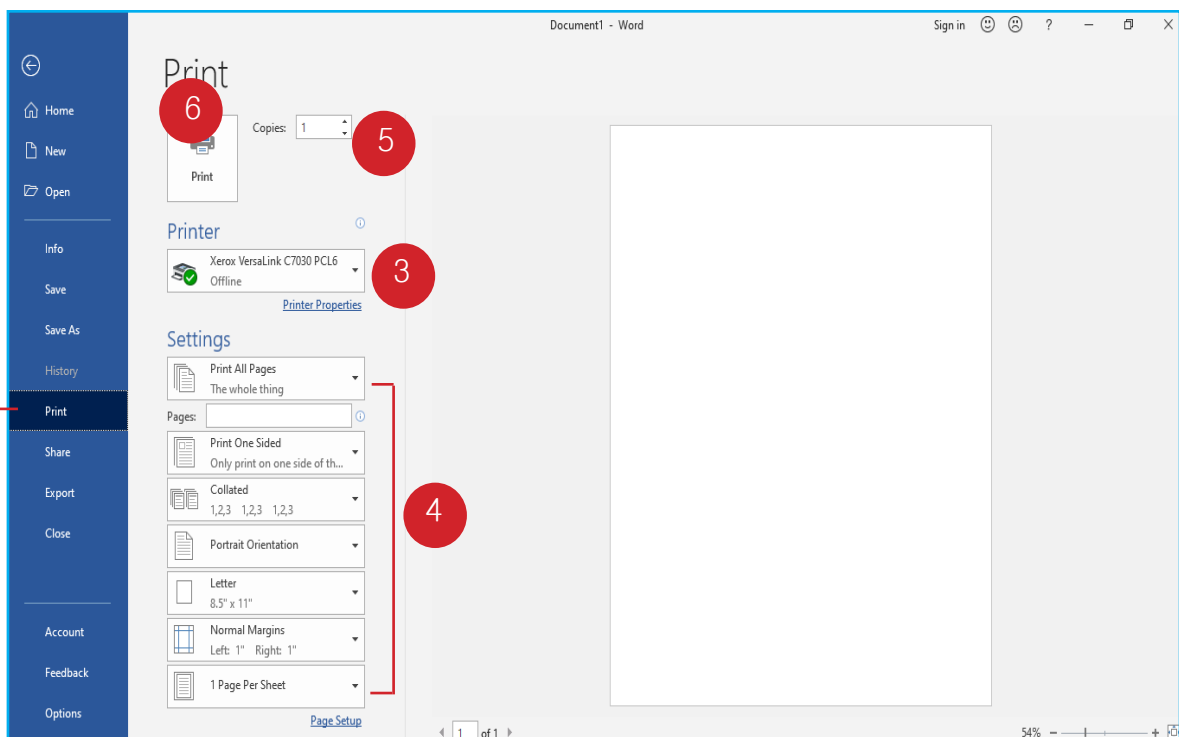 Document1 - Word
Sign in
?
Home
New
Open
Info
Save
Save As
History
Print
Share
Export
Close
Account
Feedback
Options
Print
6
Print
Copies: 1
5
Printer
Xerox VersaLink C7030 PCL6
Offline
3
Printer Properties
Settings
Print All Pages
The whole thing
Pages:
Print One Sided
Only print on one side of th...
Collated
1,2,3 1,2,3 1,2,3
4
Portrait Orientation
Letter
8.5" x 11"
Normal Margins
Left: 1" Right: 1"
1 Page Per Sheet
Page Setup
1 of 1
54%